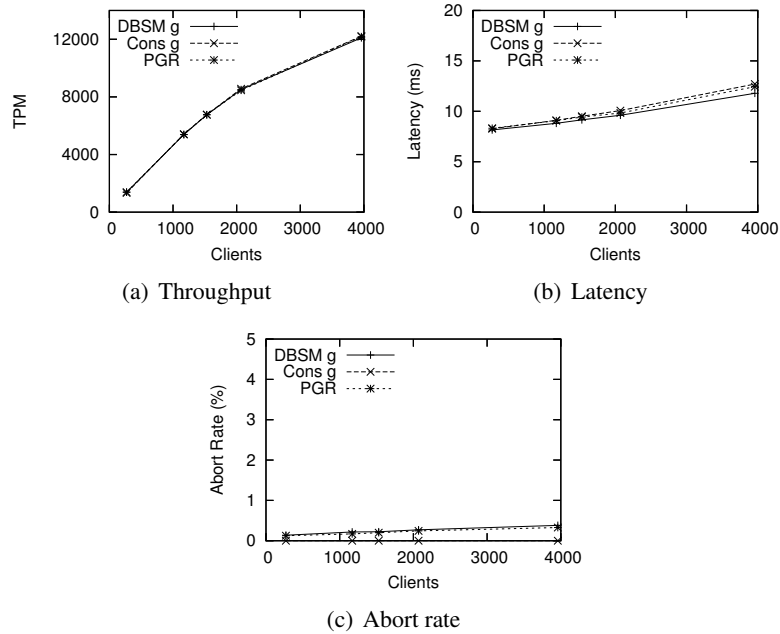 DBSM g
Cons g
PGR
12000
8000
4000
0
TPM
0 1000 2000 3000 4000
Clients
(a) Throughput
DBSM g
Cons g
PGR
20
15
10
5
0
Latency (ms)
0 1000 2000 3000 4000
Clients
(b) Latency
DBSM g
Cons g
PGR
5
4
3
2
1
0
Abort Rate (%)
0 1000 2000 3000 4000
Clients
(c) Abort rate